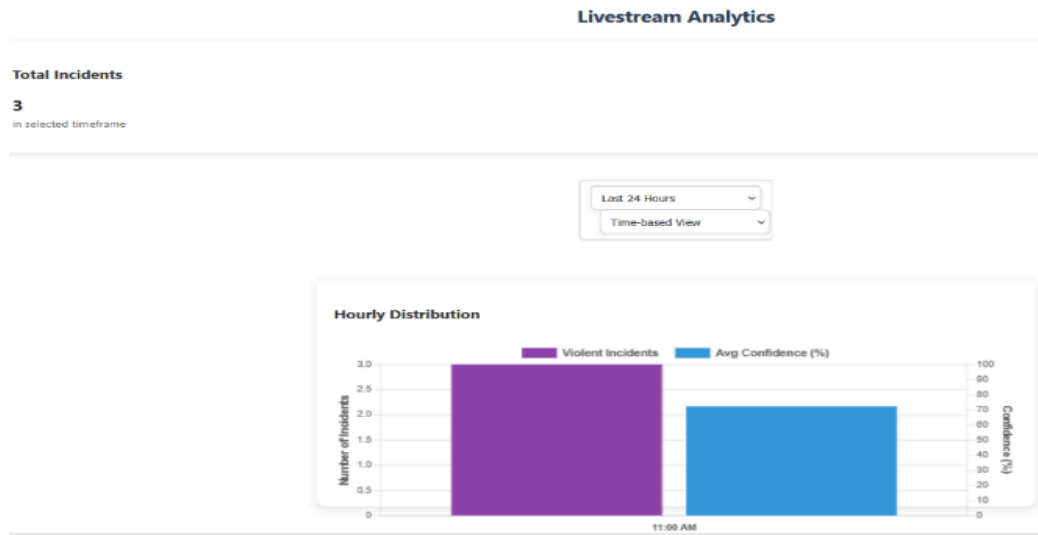 Livestream Analytics
Total Incidents
3
in selected timeframe
Last 24 Hours
Time-based View
Hourly Distribution
Violent Incidents Avg Confidence (%)
Number of Incidents
3.0
2.5
2.0
1.5
1.0
0.5
0
100
90
80
70
60
50
40
30
20
10
0
Confidence (%)
11:00 AM